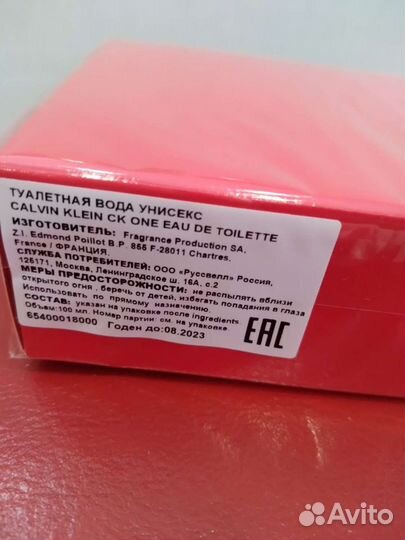 ТУАЛЕТНАЯ ВОДА УНИСЕКС
CALVIN KLEIN CK ONE EAU DE TOILETTE
ИЗГОТОВИТЕЛЬ: Fragrance Production SA.
Z.I. Edmond Poillot B.P. 855 F-28011 Chartres.
France / ФРАНЦИЯ.
СЛУЖБА ПОТРЕБИТЕЛЕЙ: ООО «Руссвелл» Россия,
125171, Москва, Ленинградское ш. 16А, с.2
МЕРЫ ПРЕДОСТОРОЖНОСТИ: не распылять вблизи
открытого огня , беречь от детей, избегать попадания в глаза
Использовать по прямому назначению.
СОСТАВ: указан на упаковке после ingredients.
Объем:100 мл. Номер партии: см. на упаковке
65400018000 Годен до:08.2023
EAC
Avito